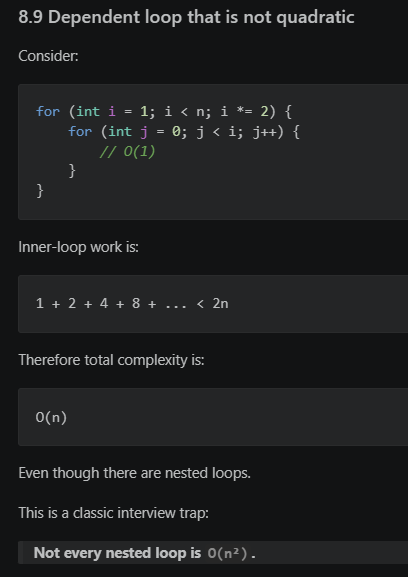 8.9 Dependent loop that is not quadratic
Consider:
for (int i = 1; i < n; i *= 2) {
    for (int j = 0; j < i; j++) {
        // O(1)
    }
}
Inner-loop work is:
1 + 2 + 4 + 8 + ... < 2n
Therefore total complexity is:
O(n)
Even though there are nested loops.
This is a classic interview trap:
Not every nested loop is O(n²).